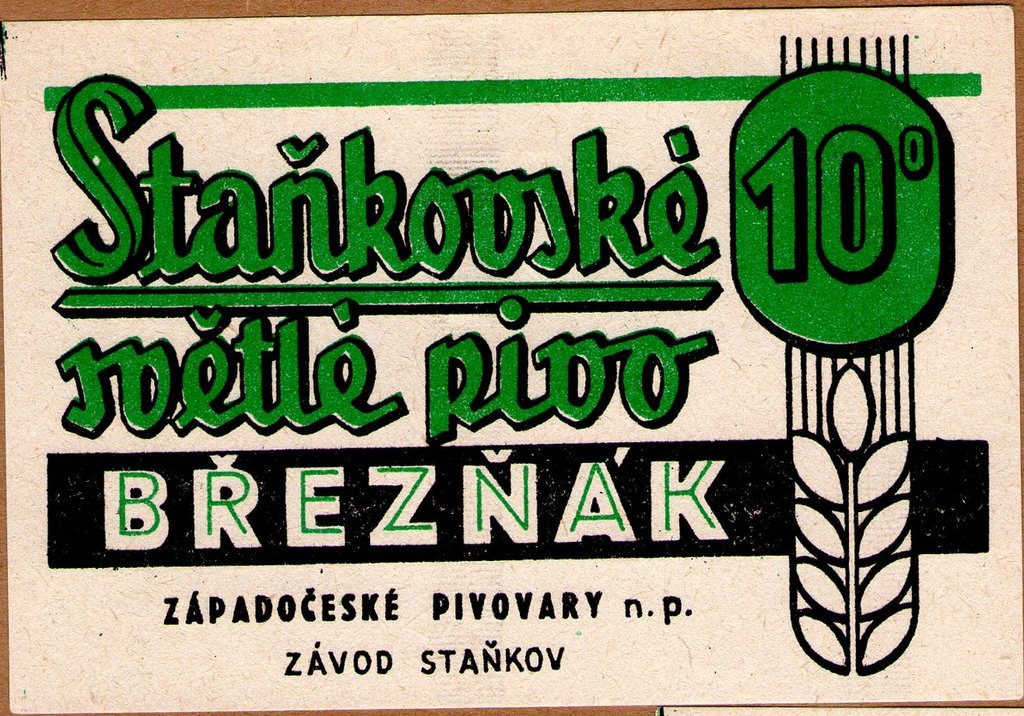 Staňkovské
10°
světlé pivo
BŘEZŇÁK
ZÁPADOČESKÉ PIVOVARY n.p.
ZÁVOD STAŇKOV